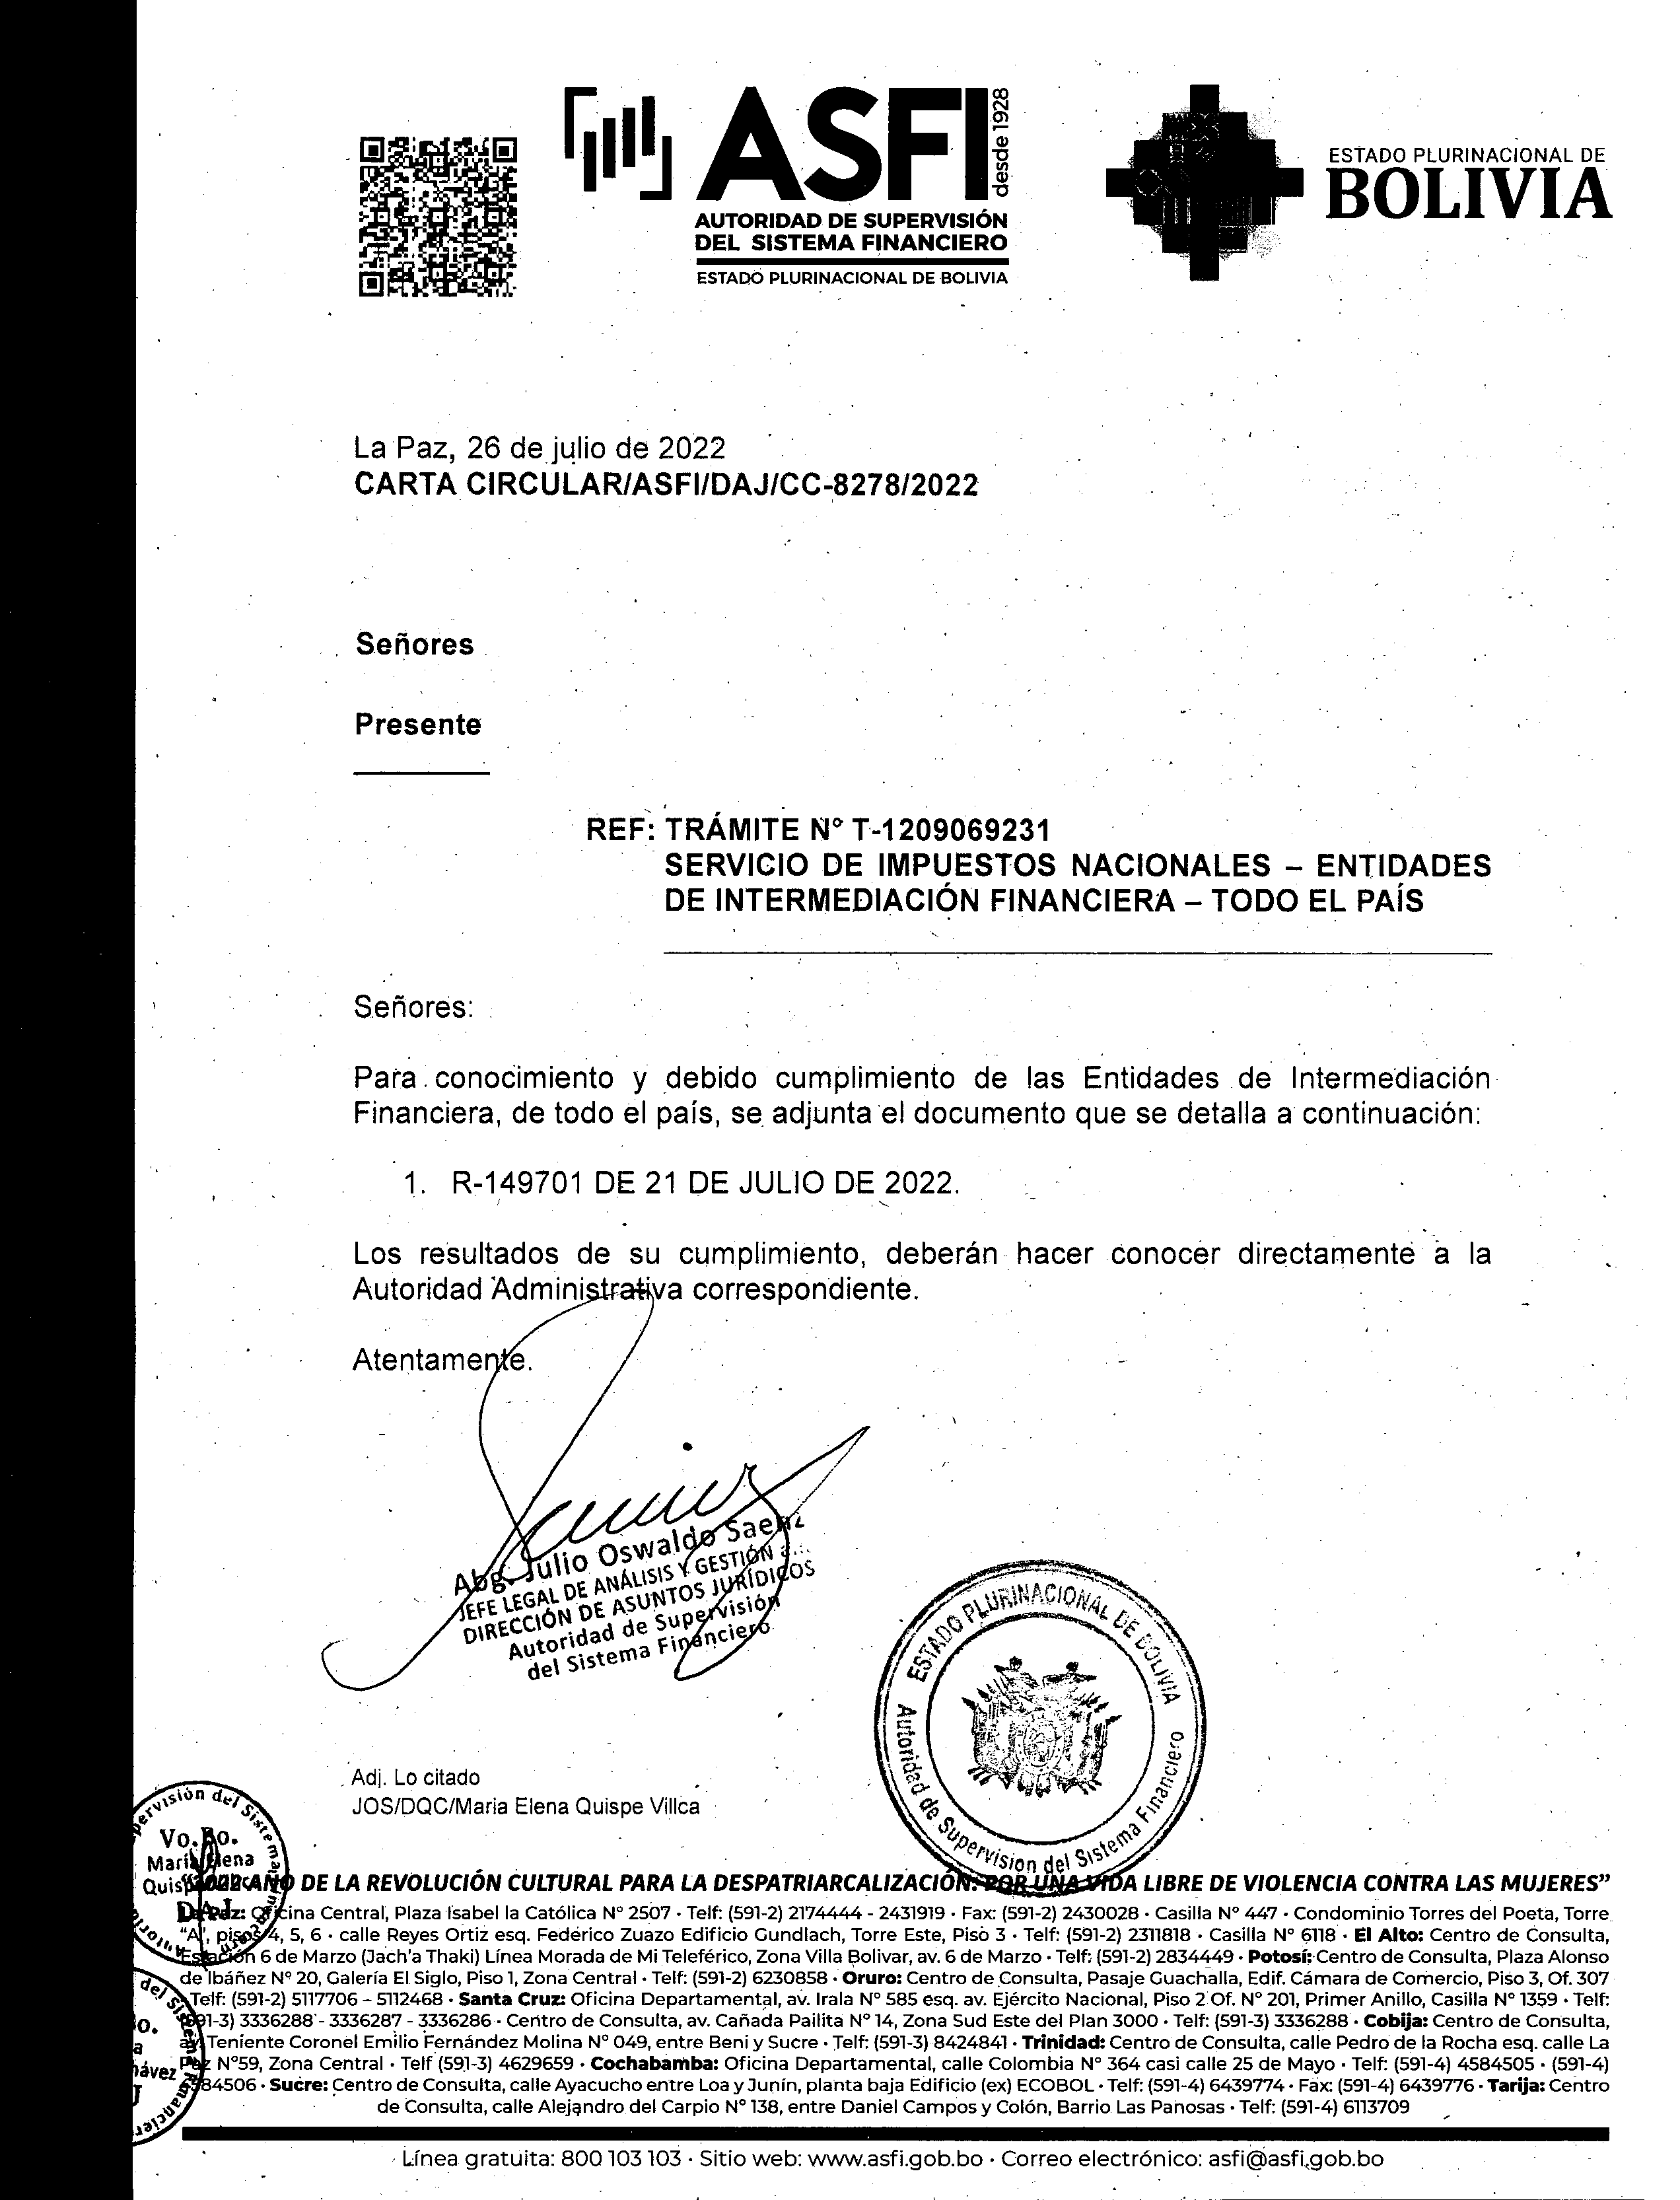 ASFI
desde 1928
AUTORIDAD DE SUPERVISIÓN
DEL SISTEMA FINANCIERO
ESTADO PLURINACIONAL DE BOLIVIA
ESTADO PLURINACIONAL DE
BOLIVIA
La Paz, 26 de julio de 2022
CARTA CIRCULAR/ASFI/DAJ/CC-8278/2022
Señores
Presente
REF: TRÁMITE N° T-1209069231
SERVICIO DE IMPUESTOS NACIONALES – ENTIDADES
DE INTERMEDIACIÓN FINANCIERA – TODO EL PAÍS
Señores:
Para conocimiento y debido cumplimiento de las Entidades de Intermediación
Financiera, de todo el país, se adjunta el documento que se detalla a continuación:
1. R-149701 DE 21 DE JULIO DE 2022.
Los resultados de su cumplimiento, deberán hacer conocer directamente a la
Autoridad Administrativa correspondiente.
Atentamente.
Abg. Julio Oswaldo Saenz
JEFE LEGAL DE ANÁLISIS Y GESTIÓN
DIRECCIÓN DE ASUNTOS JURÍDICOS
Autoridad de Supervisión
del Sistema Financiero
ESTADO PLURINACIONAL DE BOLIVIA
Autoridad de Supervision del Sistema Financiero
Adj. Lo citado
JOS/DQC/Maria Elena Quispe Villca
Vo.Bo.
María Elena
D.A.J.
"2022 AÑO DE LA REVOLUCIÓN CULTURAL PARA LA DESPATRIARCALIZACIÓN: POR UNA VIDA LIBRE DE VIOLENCIA CONTRA LAS MUJERES"
La Paz: Oficina Central, Plaza Isabel la Católica N° 2507 · Telf: (591-2) 2174444 - 2431919 · Fax: (591-2) 2430028 · Casilla N° 447 · Condominio Torres del Poeta, Torre
"A", pisos 4, 5, 6 · calle Reyes Ortiz esq. Federico Zuazo Edificio Gundlach, Torre Este, Piso 3 · Telf: (591-2) 2311818 · Casilla N° 6118 · El Alto: Centro de Consulta,
Estación 6 de Marzo (Jach'a Thaki) Línea Morada de Mi Teleférico, Zona Villa Bolivar, av. 6 de Marzo · Telf: (591-2) 2834449 · Potosí: Centro de Consulta, Plaza Alonso
de Ibáñez N° 20, Galería El Siglo, Piso 1, Zona Central · Telf: (591-2) 6230858 · Oruro: Centro de Consulta, Pasaje Guachalla, Edif. Cámara de Comercio, Piso 3, Of. 307
Telf: (591-2) 5117706 – 5112468 · Santa Cruz: Oficina Departamental, av. Irala N° 585 esq. av. Ejército Nacional, Piso 2 Of. N° 201, Primer Anillo, Casilla N° 1359 · Telf:
(591-3) 3336288 - 3336287 - 3336286 · Centro de Consulta, av. Cañada Pailita N° 14, Zona Sud Este del Plan 3000 · Telf: (591-3) 3336288 · Cobija: Centro de Consulta,
av. Teniente Coronel Emilio Fernández Molina N° 049, entre Beni y Sucre · Telf: (591-3) 8424841 · Trinidad: Centro de Consulta, calle Pedro de la Rocha esq. calle La
Paz N°59, Zona Central · Telf (591-3) 4629659 · Cochabamba: Oficina Departamental, calle Colombia N° 364 casi calle 25 de Mayo · Telf: (591-4) 4584505 · (591-4)
4584506 · Sucre: Centro de Consulta, calle Ayacucho entre Loa y Junín, planta baja Edificio (ex) ECOBOL · Telf: (591-4) 6439774 · Fax: (591-4) 6439776 · Tarija: Centro
de Consulta, calle Alejandro del Carpio N° 138, entre Daniel Campos y Colón, Barrio Las Panosas · Telf: (591-4) 6113709
Línea gratuita: 800 103 103 · Sitio web: www.asfi.gob.bo · Correo electrónico: asfi@asfi.gob.bo